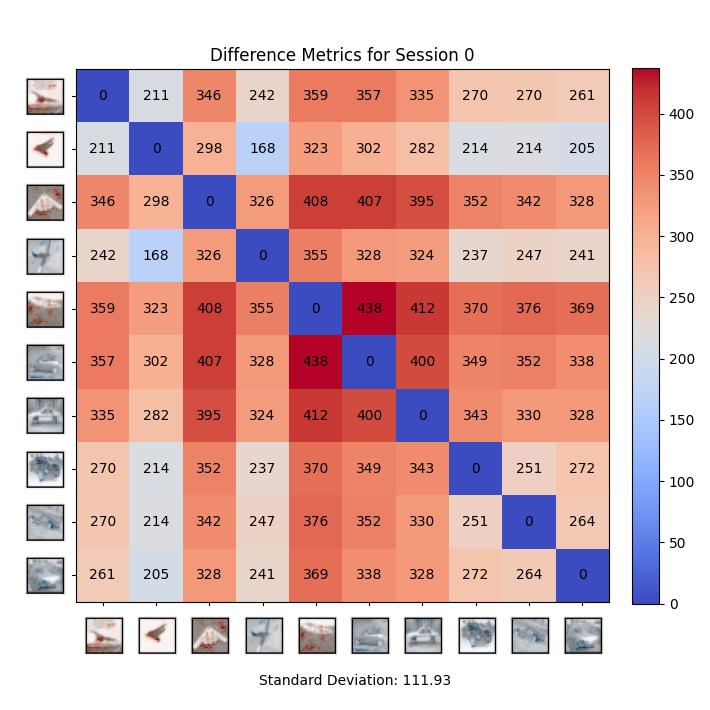 Difference Metrics for Session 0
0 211 346 242 359 357 335 270 270 261
211 0 298 168 323 302 282 214 214 205
346 298 0 326 408 407 395 352 342 328
242 168 326 0 355 328 324 237 247 241
359 323 408 355 0 438 412 370 376 369
357 302 407 328 438 0 400 349 352 338
335 282 395 324 412 400 0 343 330 328
270 214 352 237 370 349 343 0 251 272
270 214 342 247 376 352 330 251 0 264
261 205 328 241 369 338 328 272 264 0
400
350
300
250
200
150
100
50
0
Standard Deviation: 111.93